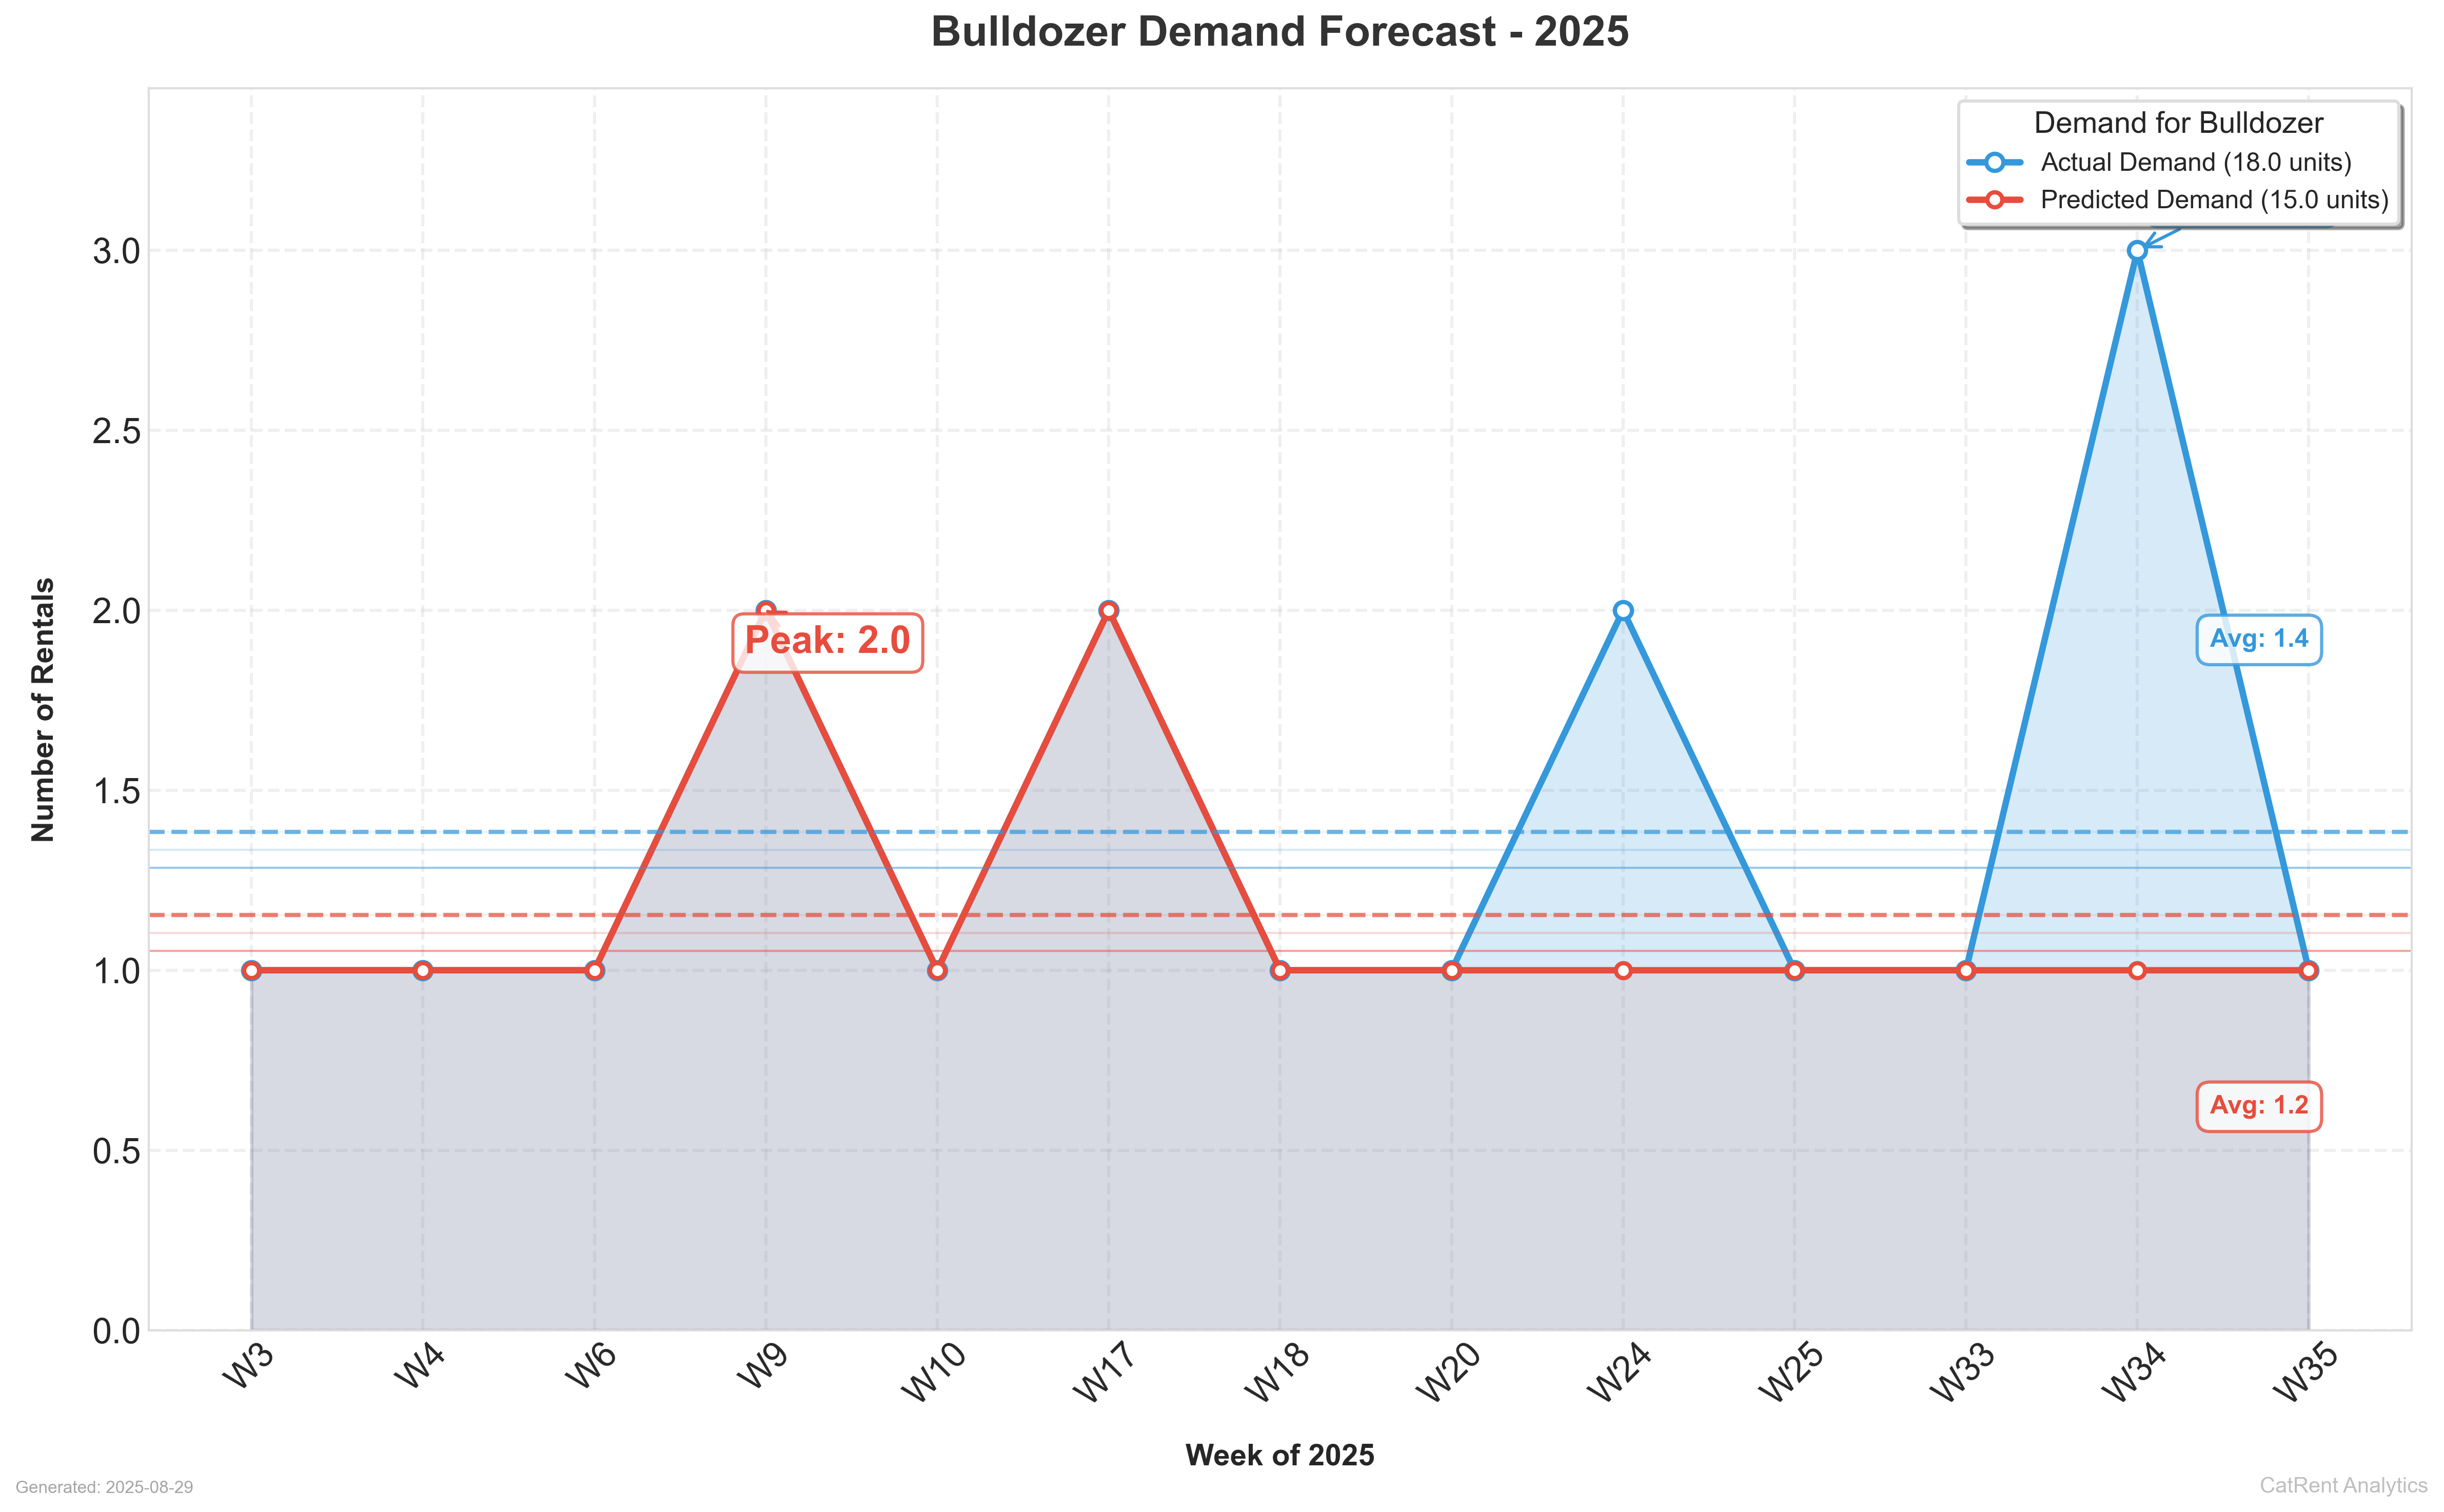 Bulldozer Demand Forecast - 2025
Demand for Bulldozer
Actual Demand (18.0 units)
Predicted Demand (15.0 units)
Number of Rentals
3.0
2.5
2.0
1.5
1.0
0.5
0.0
Peak: 2.0
Avg: 1.4
Avg: 1.2
W3
W4
W6
W9
W10
W17
W18
W20
W24
W25
W33
W34
W35
Week of 2025
Generated: 2025-08-29
CatRent Analytics